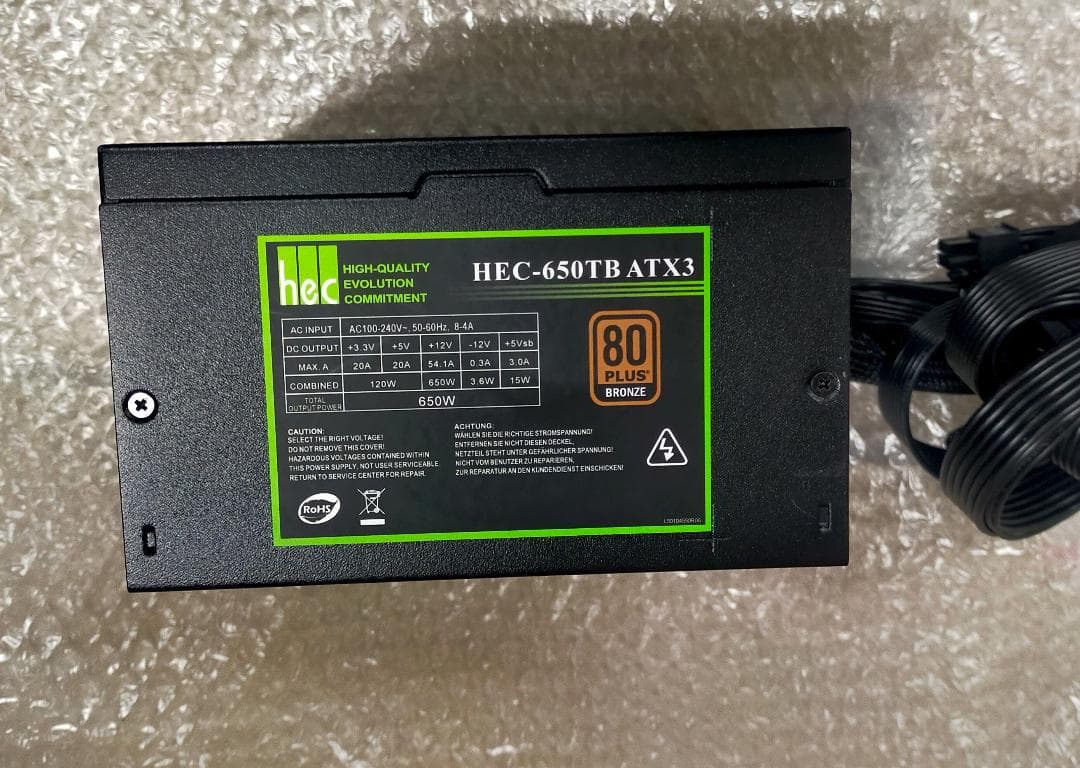 hec
HIGH-QUALITY
EVOLUTION
COMMITMENT
HEC-650TB ATX3
AC INPUT AC100-240V~, 50-60Hz, 8-4A
DC OUTPUT +3.3V +5V +12V -12V +5Vsb
MAX. A 20A 20A 54.1A 0.3A 3.0A
COMBINED 120W 650W 3.6W 15W
TOTAL OUTPUT POWER 650W
80
PLUS®
BRONZE
CAUTION:
SELECT THE RIGHT VOLTAGE!
DO NOT REMOVE THIS COVER!
HAZARDOUS VOLTAGES CONTAINED WITHIN
THIS POWER SUPPLY, NOT USER SERVICEABLE.
RETURN TO SERVICE CENTER FOR REPAIR.
ACHTUNG:
WÄHLEN SIE DIE RICHTIGE STROMSPANNUNG!
ENTFERNEN SIE NICHT DIESEN DECKEL,
NETZTEIL STEHT UNTER GEFÄHRLICHER SPANNUNG!
NICHT VOM BENUTZER ZU REPARIEREN,
ZUR REPARATUR AN DEN KUNDENDIENST EINSCHICKEN!
RoHS